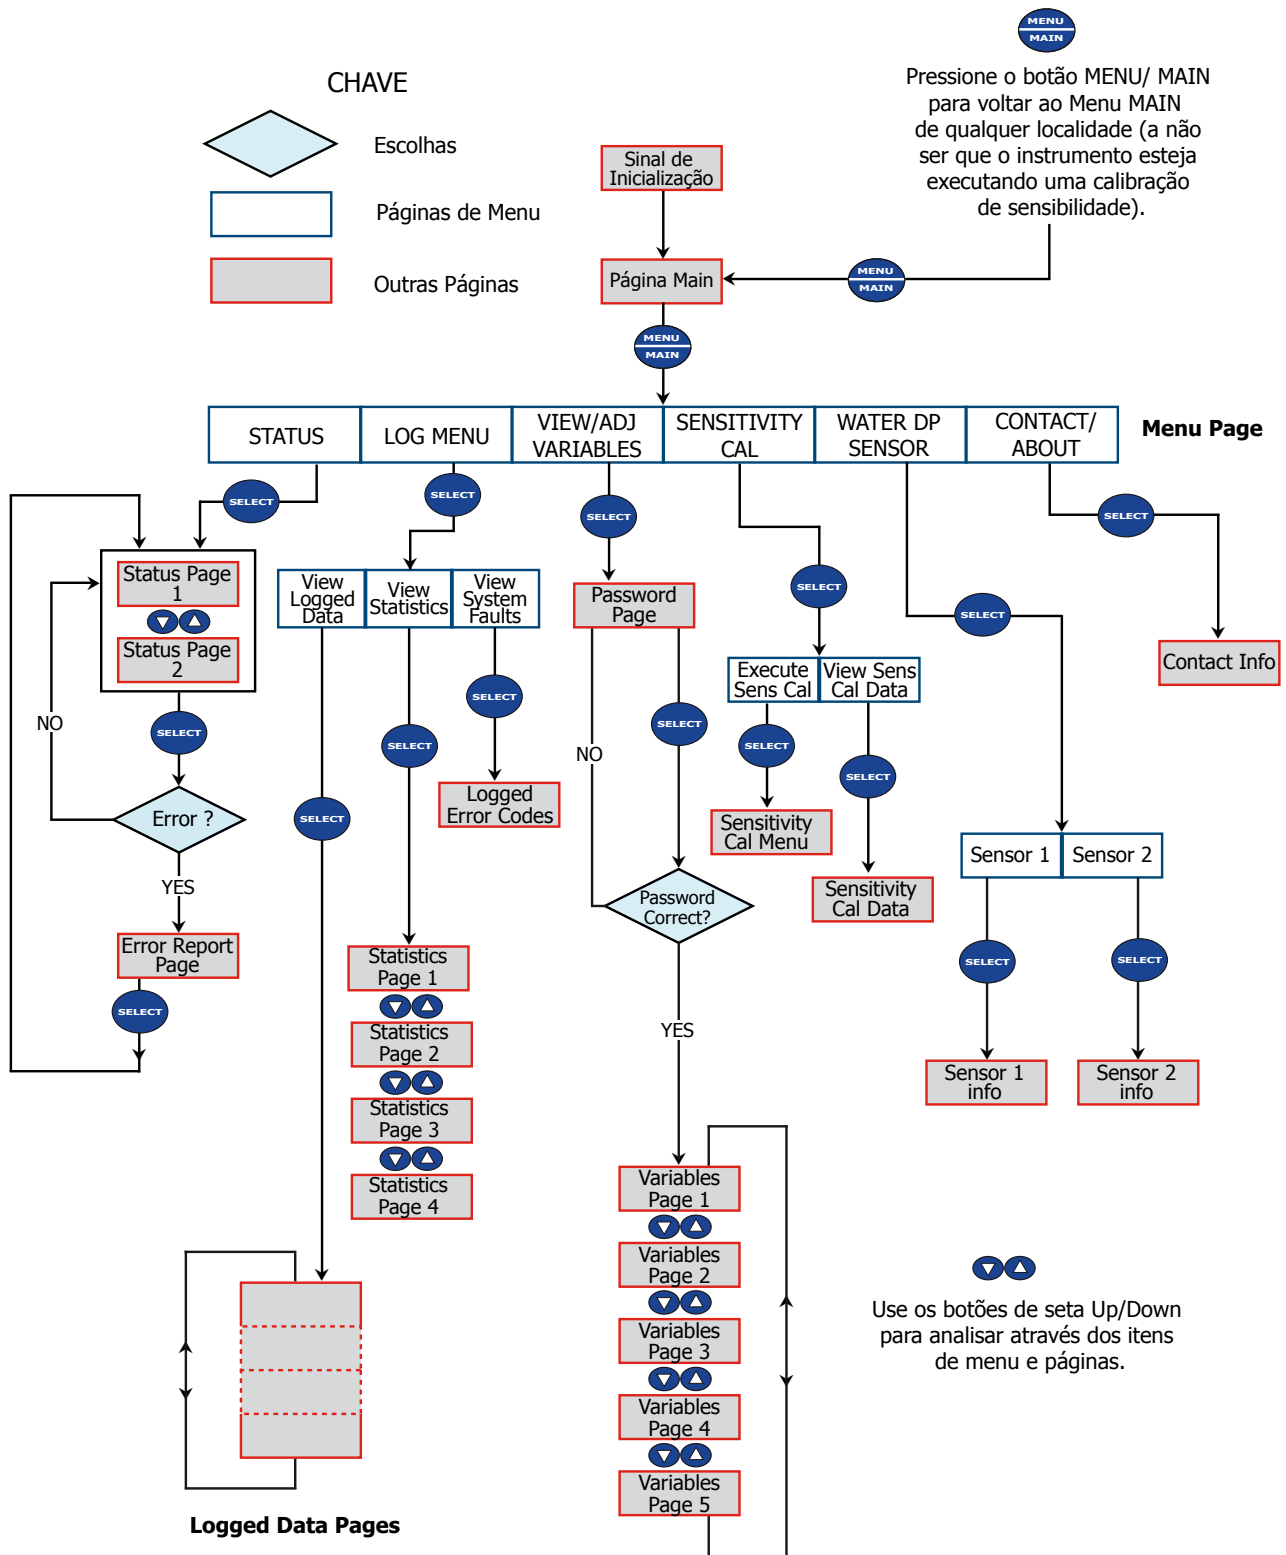 MENU
MAIN
Pressione o botão MENU/ MAIN
para voltar ao Menu MAIN
de qualquer localidade (a não
ser que o instrumento esteja
executando uma calibração
de sensibilidade).
CHAVE
Escolhas
Páginas de Menu
Outras Páginas
Sinal de
Inicialização
Página Main
MENU
MAIN
MENU
MAIN
STATUS
LOG MENU
VIEW/ADJ
VARIABLES
SENSITIVITY
CAL
WATER DP
SENSOR
CONTACT/
ABOUT
Menu Page
SELECT
SELECT
SELECT
SELECT
SELECT
SELECT
Status Page
1
Status Page
2
SELECT
NO
Error ?
YES
Error Report
Page
SELECT
View
Logged
Data
View
Statistics
View
System
Faults
SELECT
SELECT
SELECT
Logged
Error Codes
Statistics
Page 1
Statistics
Page 2
Statistics
Page 3
Statistics
Page 4
Logged Data Pages
Password
Page
SELECT
NO
Password
Correct?
YES
Variables
Page 1
Variables
Page 2
Variables
Page 3
Variables
Page 4
Variables
Page 5
Execute
Sens Cal
View Sens
Cal Data
SELECT
SELECT
Sensitivity
Cal Menu
Sensitivity
Cal Data
Sensor 1
Sensor 2
SELECT
SELECT
Sensor 1
info
Sensor 2
info
Contact Info
Use os botões de seta Up/Down
para analisar através dos itens
de menu e páginas.